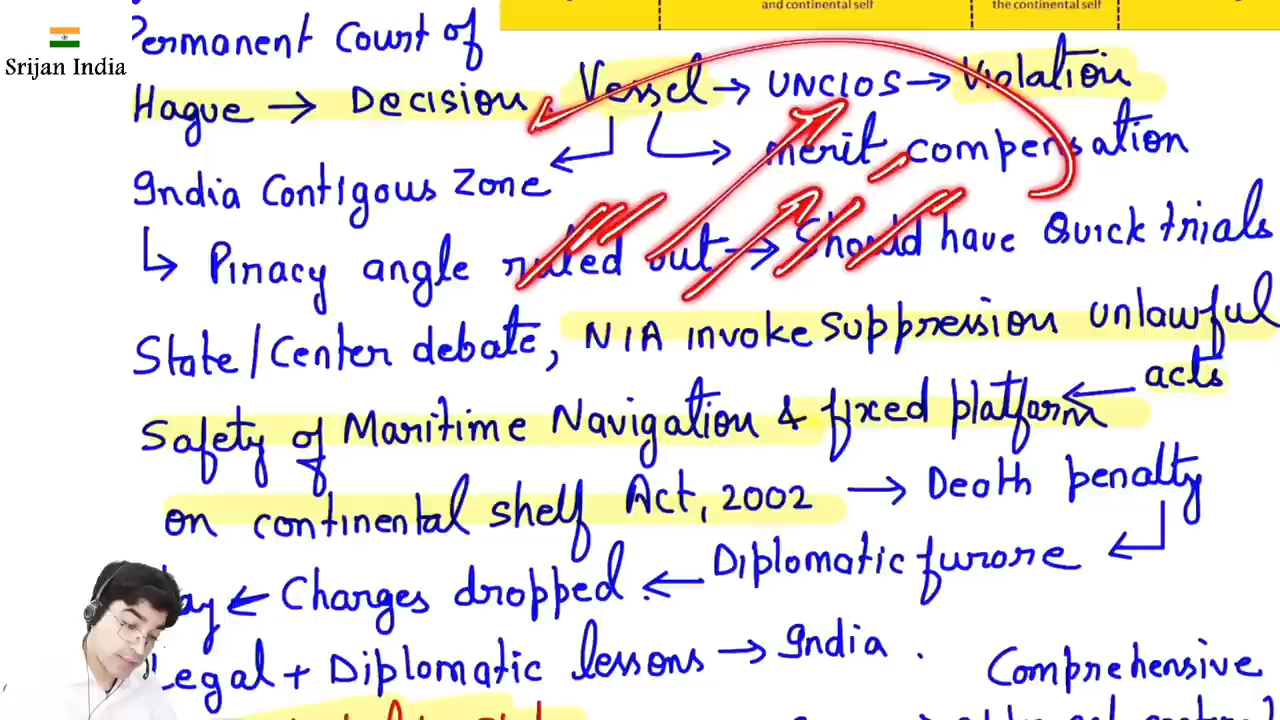 and continental self
the continental self
Srijan India
Permanent Court of
Hague → Decision. Vessel → UNCLOS → Violation
merit compensation
India Contigous Zone
↳ Piracy angle ruled out → Should have Quick trials
State/Center debate, NIA invoke suppression unlawful
acts
Safety of Maritime Navigation & fixed platform
on continental shelf Act, 2002 → Death penalty
Charges dropped. ← Diplomatic furore
Legal + Diplomatic lessons → India.
Comprehensive